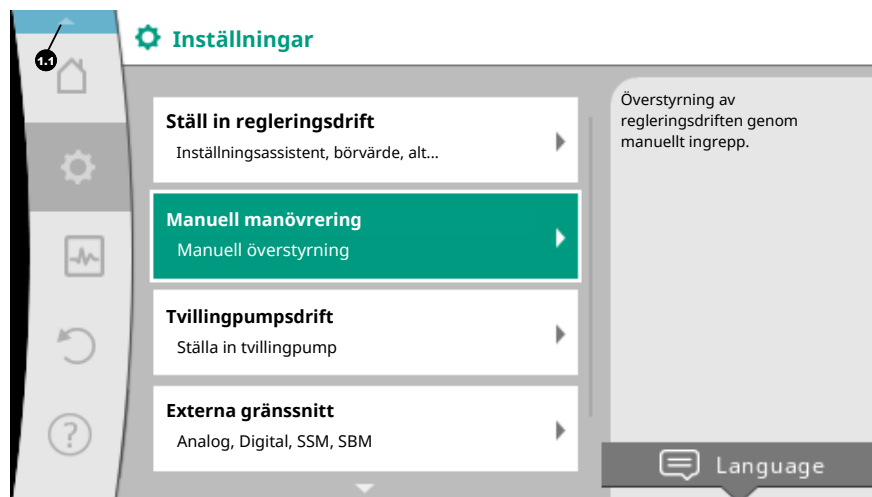 1.1
Inställningar
Ställ in regleringsdrift
Inställningsassistent, börvärde, alt...
Manuell manövrering
Manuell överstyrning
Tvillingpumpsdrift
Ställa in tvillingpump
Externa gränssnitt
Analog, Digital, SSM, SBM
Överstyrning av
regleringsdriften genom
manuellt ingrepp.
?
Language